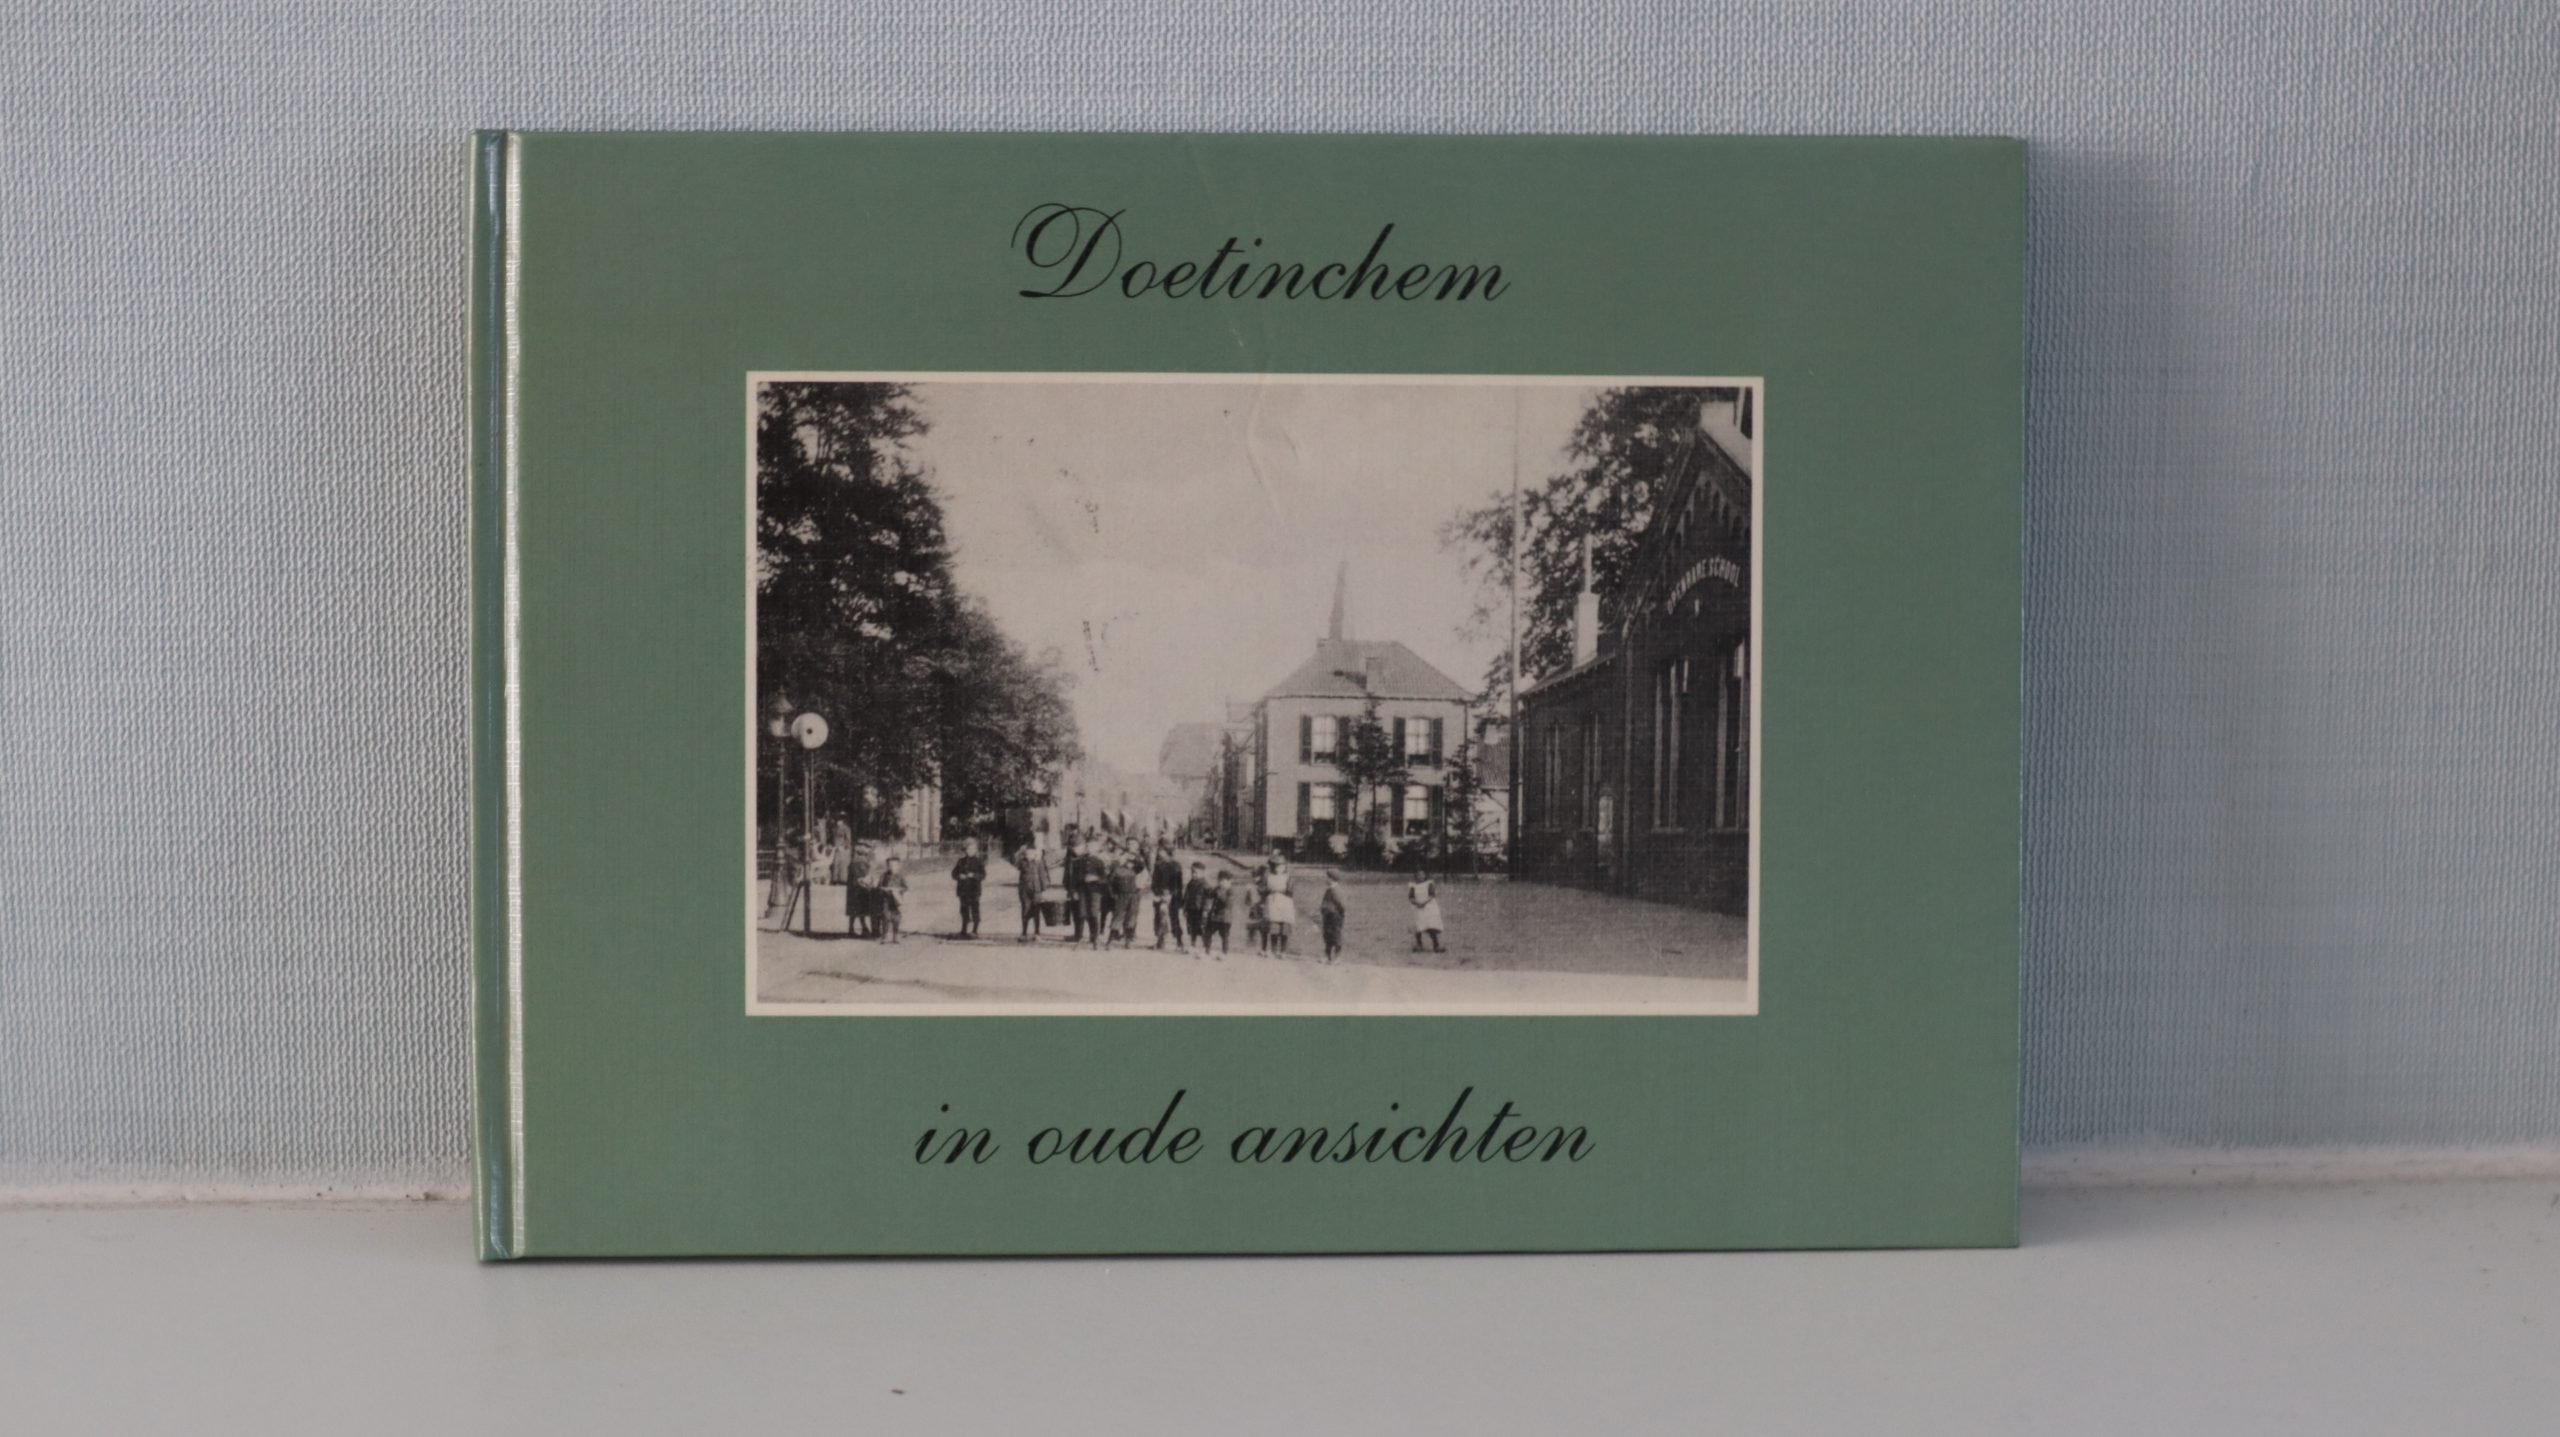 Doetinchem
OPENBARE SCHOOL
in oude ansichten